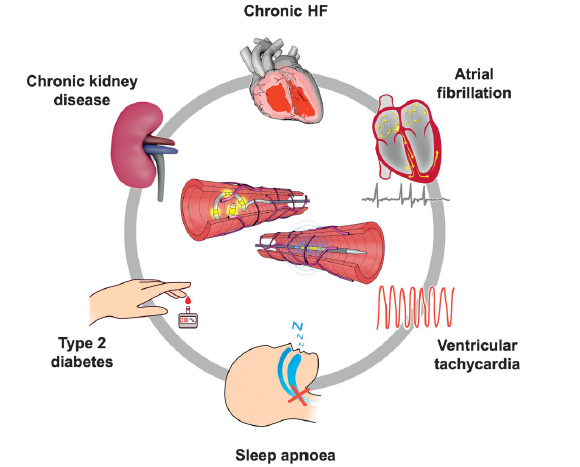 Chronic HF
Atrial
fibrillation
Chronic kidney
disease
Type 2
diabetes
Ventricular
tachycardia
z z Z
Sleep apnoea